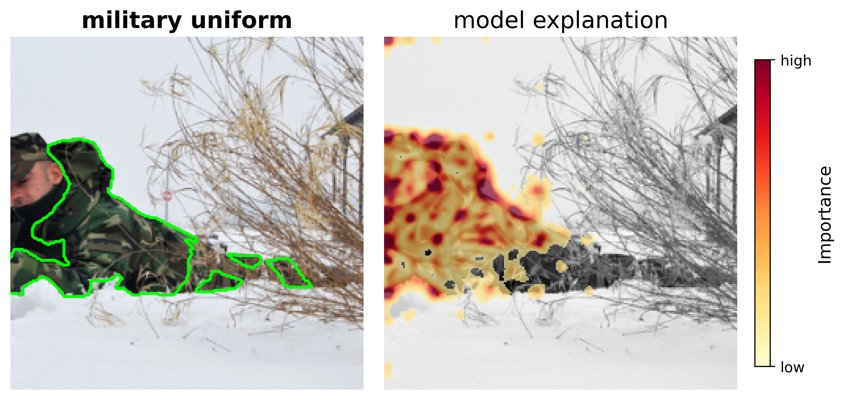 military uniform
model explanation
high
Importance
low